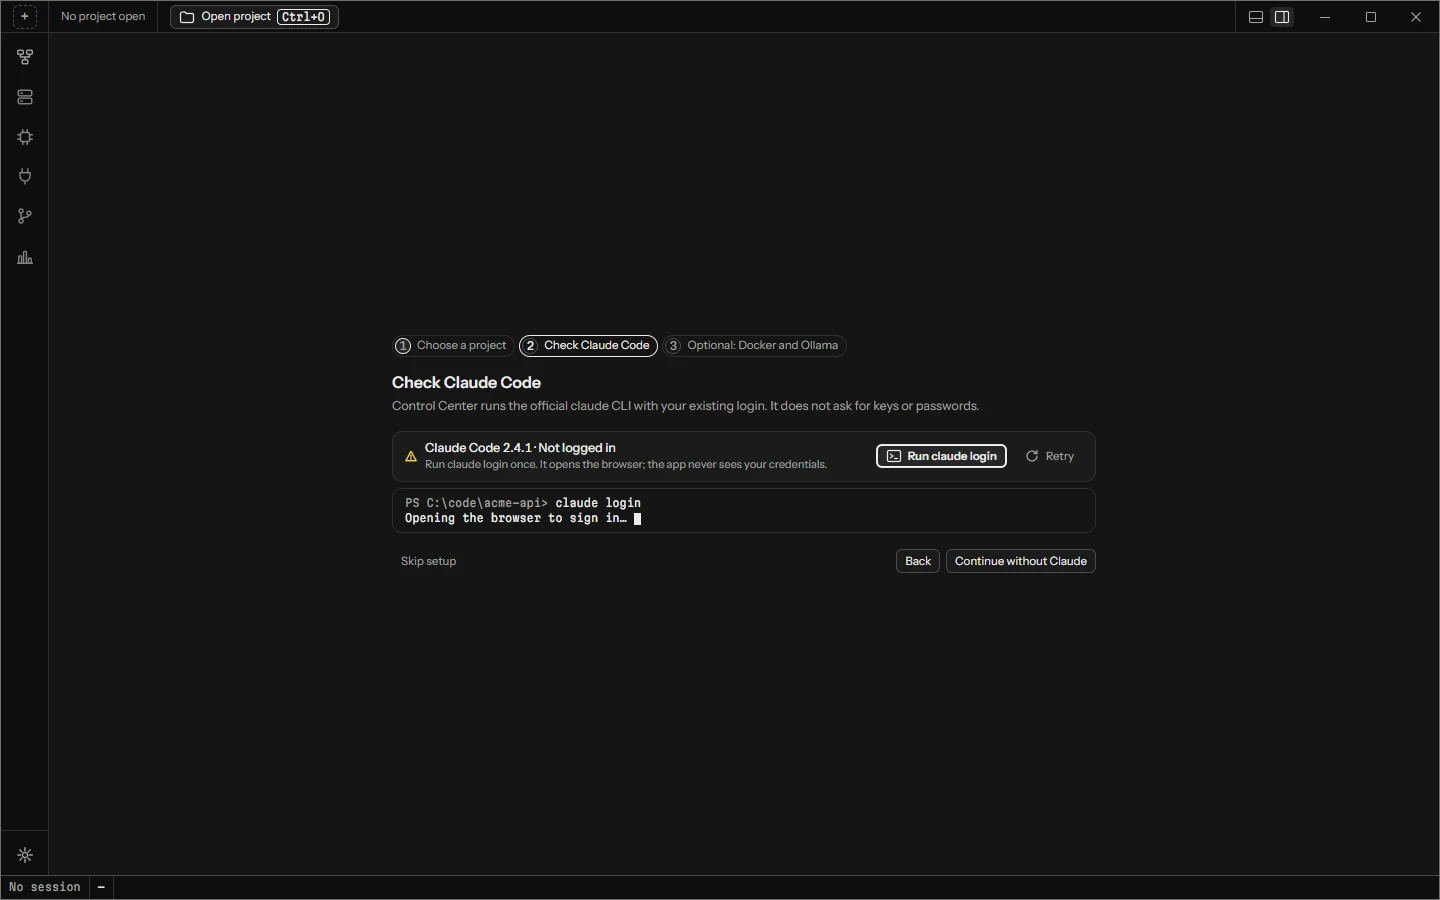 No project open
Open project Ctrl+O
1 Choose a project
2 Check Claude Code
3 Optional: Docker and Ollama
Check Claude Code
Control Center runs the official claude CLI with your existing login. It does not ask for keys or passwords.
Claude Code 2.4.1 · Not logged in
Run claude login once. It opens the browser; the app never sees your credentials.
Run claude login
Retry
PS C:\code\acme-api> claude login
Opening the browser to sign in…
Skip setup
Back
Continue without Claude
No session
–